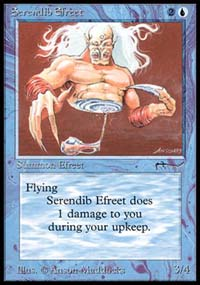 Serendib Efreet 2
Summon Efreet
Flying
Serendib Efreet does
1 damage to you
during your upkeep.
Illus. © Anson Maddocks 3/4